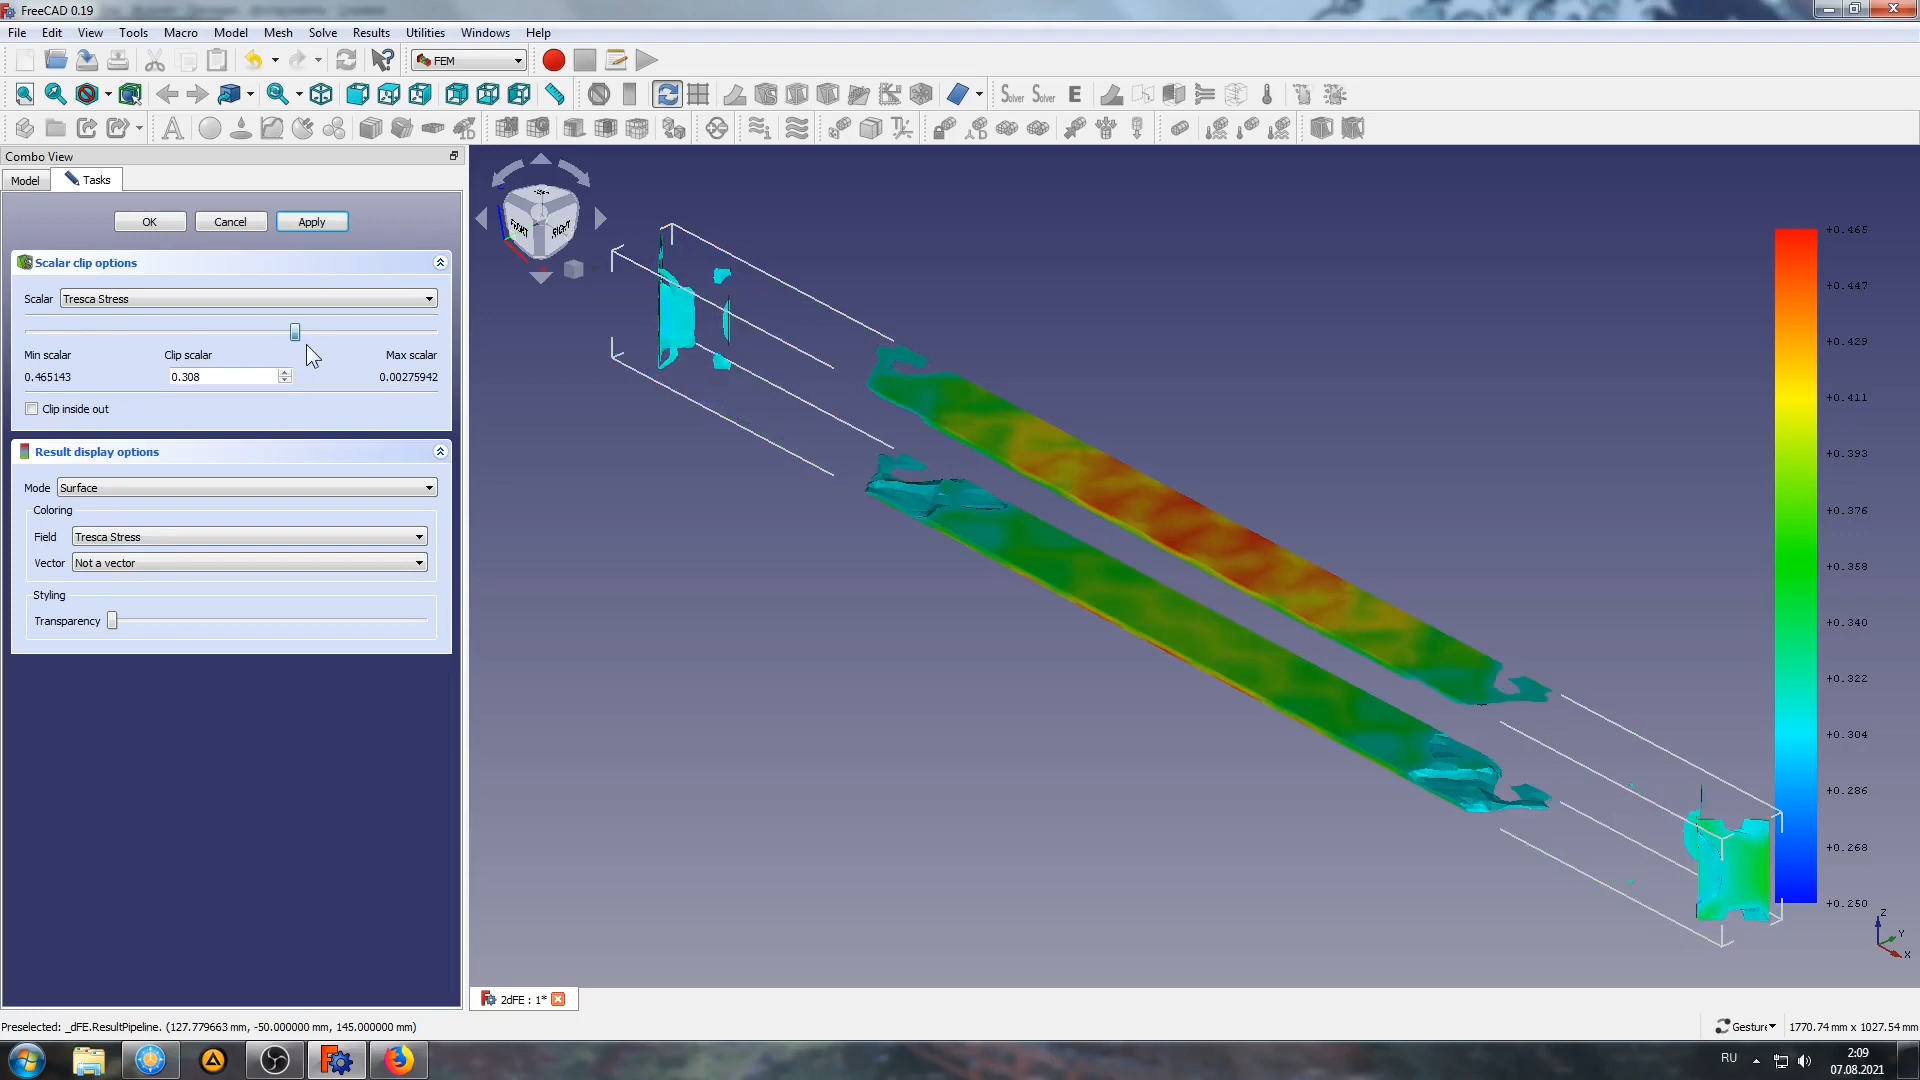 FreeCAD 0.19
File Edit View Tools Macro Model Mesh Solve Results Utilities Windows Help
FEM
Solver Solver E
Combo View
Model Tasks
OK Cancel Apply
Scalar clip options
Scalar Tresca Stress
Min scalar Clip scalar Max scalar
0.465143 0.308 0.00275942
Clip inside out
Result display options
Mode Surface
Coloring
Field Tresca Stress
Vector Not a vector
Styling
Transparency
FRONT RIGHT
+0.465
+0.447
+0.429
+0.411
+0.393
+0.376
+0.358
+0.340
+0.322
+0.304
+0.286
+0.268
+0.250
Z
Y
X
2dFE : 1*
Preselected: _dFE.ResultPipeline. (127.779663 mm, -50.000000 mm, 145.000000 mm)
Gesture 1770.74 mm x 1027.54 mm
RU
2:09
07.08.2021